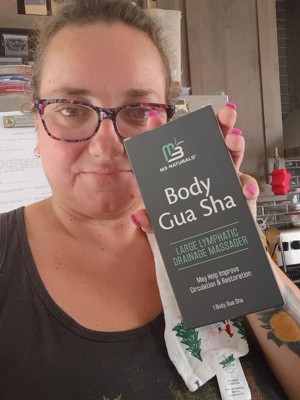 M3 NATURALS®
Body
Gua Sha
LARGE LYMPHATIC
DRAINAGE MASSAGER
May Help Improve
Circulation & Restoration
1 Body Gua Sha